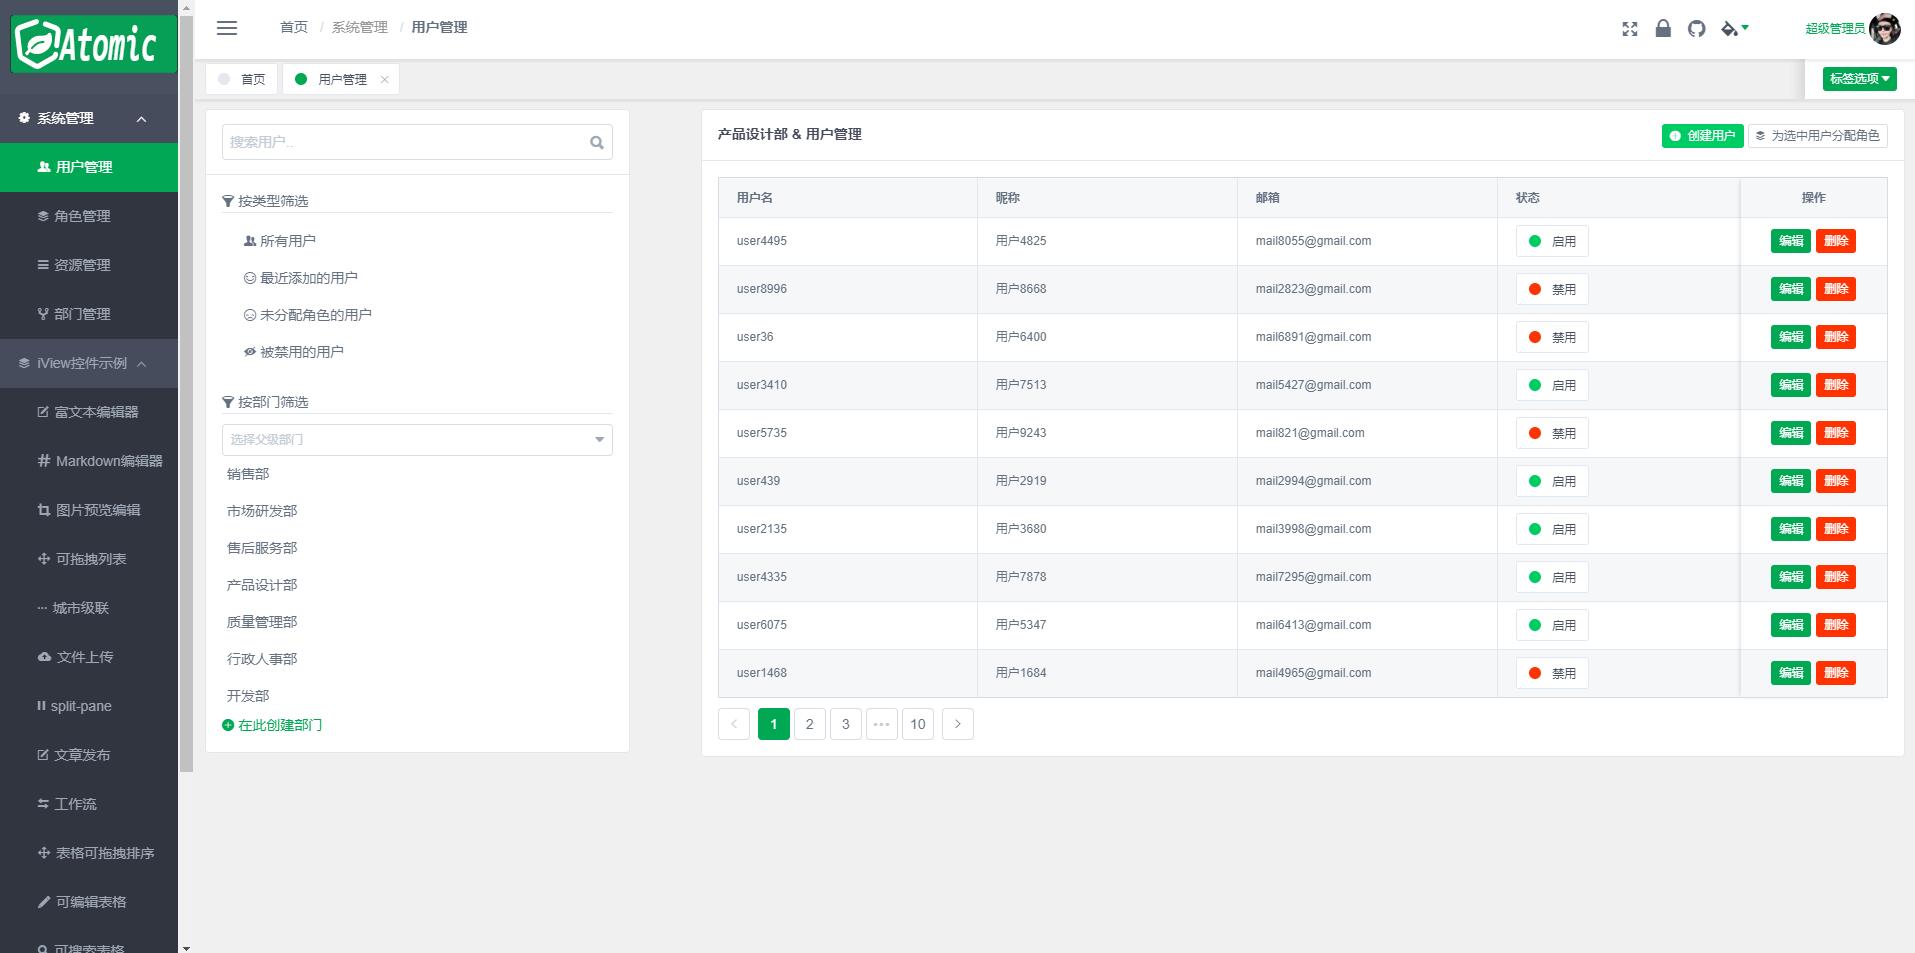 Atomic
系统管理
用户管理
角色管理
资源管理
部门管理
iView控件示例
富文本编辑器
Markdown编辑器
图片预览编辑
可拖拽列表
城市级联
文件上传
split-pane
文章发布
工作流
表格可拖拽排序
可编辑表格
可搜索表格
首页 / 系统管理 / 用户管理
超级管理员
首页
用户管理
标签选项
搜索用户..
按类型筛选
所有用户
最近添加的用户
未分配角色的用户
被禁用的用户
按部门筛选
选择父级部门
销售部
市场研发部
售后服务部
产品设计部
质量管理部
行政人事部
开发部
在此创建部门
产品设计部 & 用户管理
创建用户 为选中用户分配角色
用户名 昵称 邮箱 状态 操作
user4495 用户4825 mail8055@gmail.com 启用 编辑 删除
user8996 用户8668 mail2823@gmail.com 禁用 编辑 删除
user36 用户6400 mail6891@gmail.com 禁用 编辑 删除
user3410 用户7513 mail5427@gmail.com 启用 编辑 删除
user5735 用户9243 mail821@gmail.com 禁用 编辑 删除
user439 用户2919 mail2994@gmail.com 启用 编辑 删除
user2135 用户3680 mail3998@gmail.com 启用 编辑 删除
user4335 用户7878 mail7295@gmail.com 启用 编辑 删除
user6075 用户5347 mail6413@gmail.com 启用 编辑 删除
user1468 用户1684 mail4965@gmail.com 禁用 编辑 删除
1 2 3 ••• 10